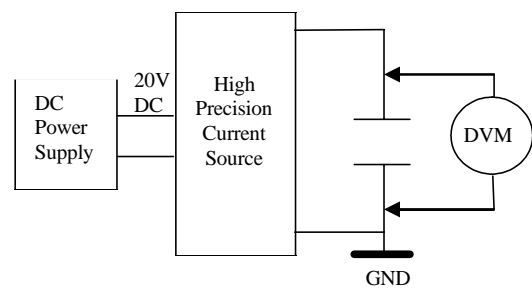 DC
Power
Supply
20V
DC
High
Precision
Current
Source
DVM
GND